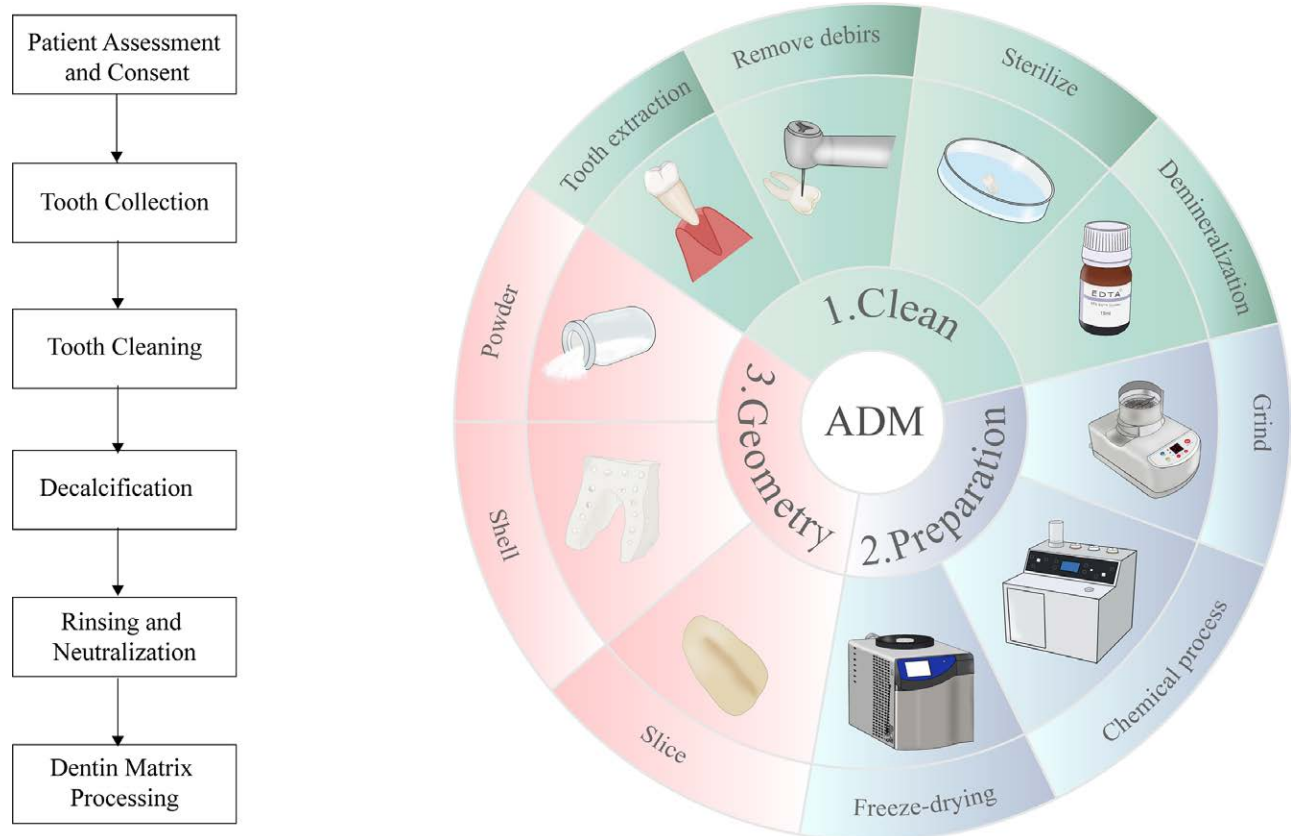 Patient Assessment
and Consent
Tooth Collection
Tooth Cleaning
Decalcification
Rinsing and
Neutralization
Dentin Matrix
Processing
ADM
1.Clean
Tooth extraction
Remove debirs
Sterilize
Demineralization
EDTA
2.Preparation
Grind
Chemical process
Freeze-drying
3.Geometry
Slice
Shell
Powder